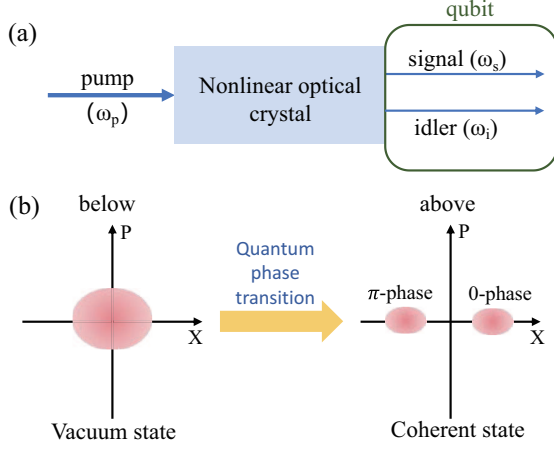 (a)
qubit
pump
(ωp)
Nonlinear optical
crystal
signal (ωs)
idler (ωi)
(b)
below
P
X
Vacuum state
Quantum
phase
transition
above
P
π-phase
0-phase
X
Coherent state